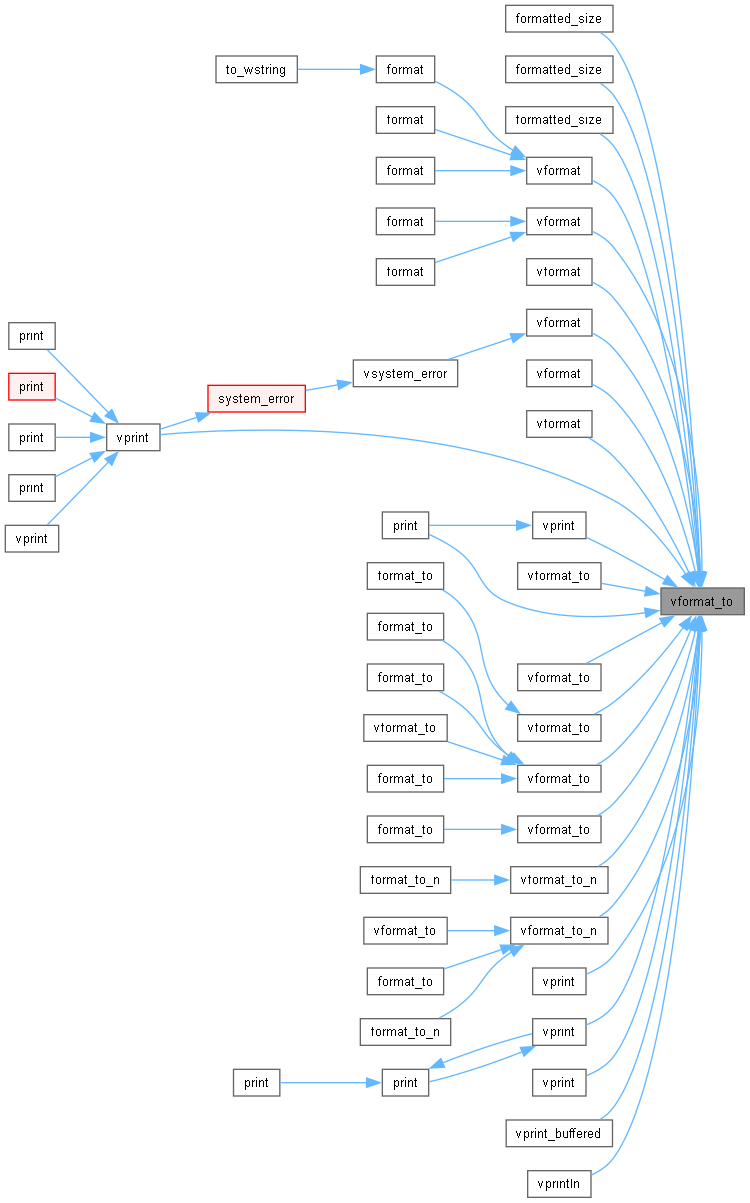 formatted_size
to_wstring
format
formatted_size
format
formatted_size
format
vformat
format
vformat
format
vformat
print
vformat
print
system_error
vsystem_error
vformat
print
vprint
vformat
print
vprint
print
vprint
format_to
vformat_to
vformat_to
format_to
format_to
vformat_to
vformat_to
vformat_to
format_to
vformat_to
format_to
vformat_to
format_to_n
vformat_to_n
vformat_to
vformat_to_n
format_to
vprint
format_to_n
vprint
print
print
vprint
vprint_buffered
vprintln